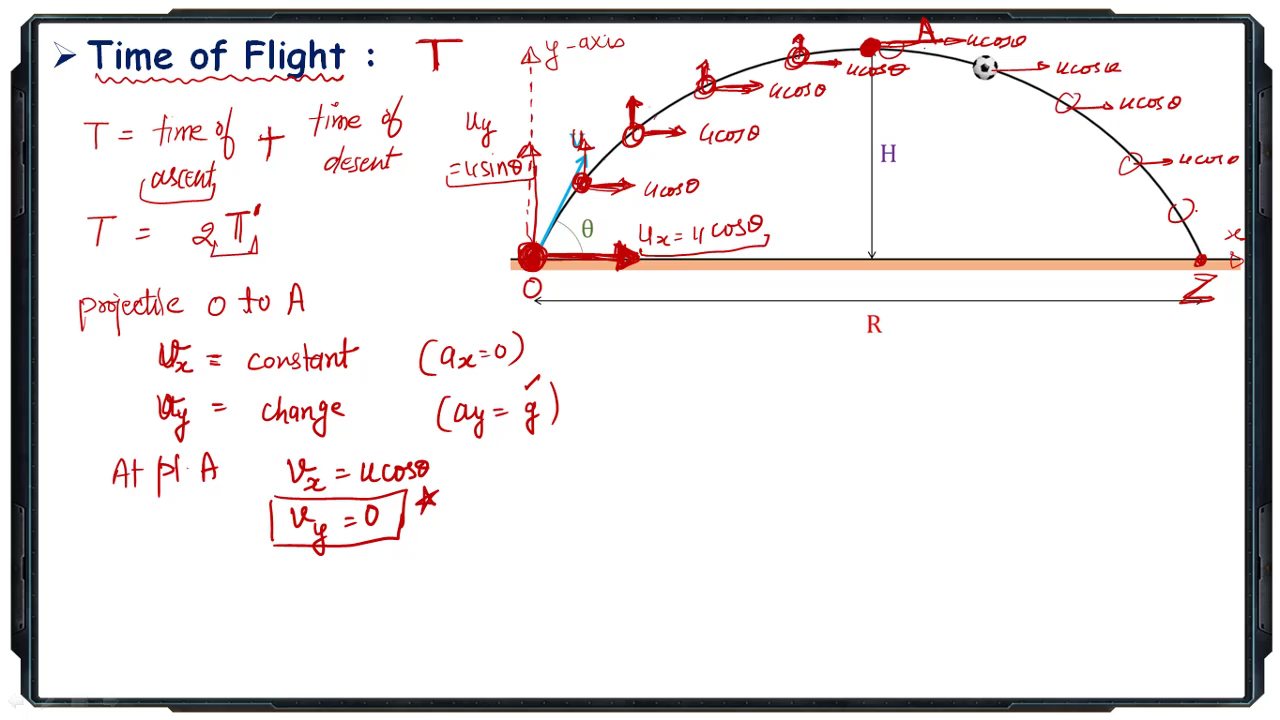 ➢ Time of Flight : T
T = time of ascent + time of desent
T = 2T'
projectile O to A
vx = constant (ax=0)
vy = change (ay = g)
At pt. A vx = ucosθ
vy = 0
y-axis
uy
=usinθ
u
θ
ux = ucosθ
ucosθ
ucosθ
ucosθ
ucosθ
A
ucosθ
ucosθ
ucosθ
ucosθ
H
x
O
Z
R